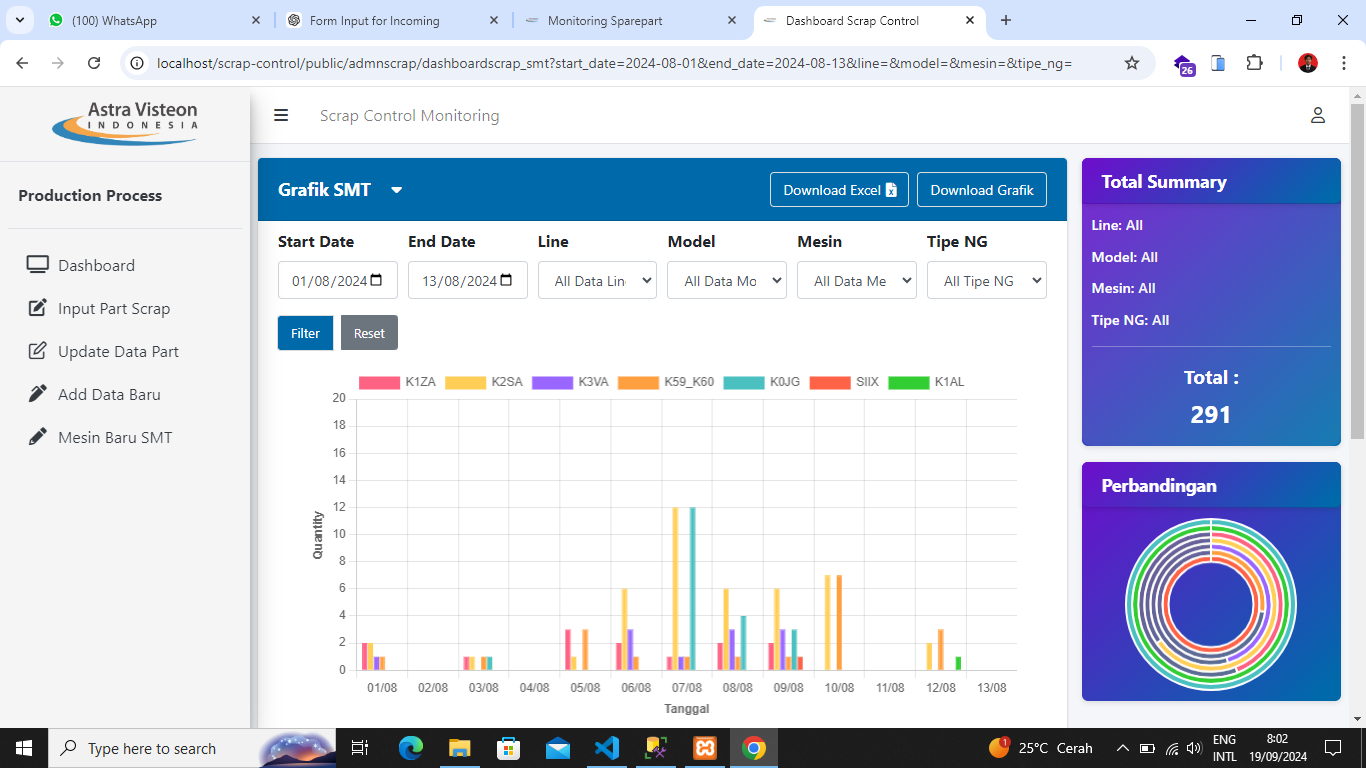 (100) WhatsApp
Form Input for Incoming
Monitoring Sparepart
Dashboard Scrap Control
localhost/scrap-control/public/admnscrap/dashboardscrap_smt?start_date=2024-08-01&end_date=2024-08-13&line=&model=&mesin=&tipe_ng=
26
Astra Visteon
INDONESIA
Scrap Control Monitoring
Production Process
Dashboard
Input Part Scrap
Update Data Part
Add Data Baru
Mesin Baru SMT
Grafik SMT
Download Excel
Download Grafik
Start Date
End Date
Line
Model
Mesin
Tipe NG
01/08/2024
13/08/2024
All Data Lin
All Data Mo
All Data Me
All Tipe NG
Filter
Reset
K1ZA
K2SA
K3VA
K59_K60
K0JG
SIIX
K1AL
Quantity
20
18
16
14
12
10
8
6
4
2
0
01/08
02/08
03/08
04/08
05/08
06/08
07/08
08/08
09/08
10/08
11/08
12/08
13/08
Tanggal
Total Summary
Line: All
Model: All
Mesin: All
Tipe NG: All
Total :
291
Perbandingan
Type here to search
1
25°C Cerah
ENG
INTL
8:02
19/09/2024